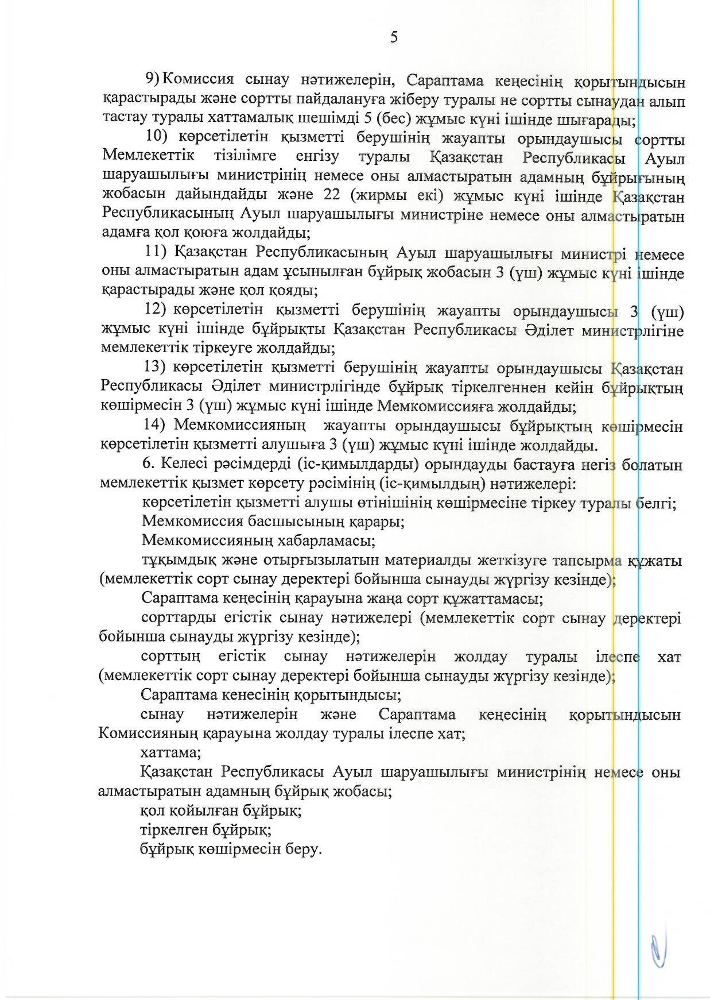 5
9) Комиссия сынау нәтижелерін, Сараптама кеңесінің қорытындысын
қарастырады және сортты пайдалануға жіберу туралы не сортты сынаудан алып
тастау туралы хаттамалық шешімді 5 (бес) жұмыс күні ішінде шығарады;
10) көрсетілетін қызметті берушінің жауапты орындаушысы сортты
Мемлекеттік тізілімге енгізу туралы Қазақстан Республикасы Ауыл
шаруашылығы министрінің немесе оны алмастыратын адамның бұйрығының
жобасын дайындайды және 22 (жирмы екі) жұмыс күні ішінде Қазақстан
Республикасының Ауыл шаруашылығы министріне немесе оны алмастыратын
адамға қол қоюға жолдайды;
11) Қазақстан Республикасының Ауыл шаруашылығы министрі немесе
оны алмастыратын адам ұсынылған бұйрық жобасын 3 (үш) жұмыс күні ішінде
қарастырады және қол қояды;
12) көрсетілетін қызметті берушінің жауапты орындаушысы 3 (үш)
жұмыс күні ішінде бұйрықты Қазақстан Республикасы Әділет министрлігіне
мемлекеттік тіркеуге жолдайды;
13) көрсетілетін қызметті берушінің жауапты орындаушысы Қазақстан
Республикасы Әділет министрлігінде бұйрық тіркелгеннен кейін бұйрықтың
көшірмесін 3 (үш) жұмыс күні ішінде Мемкомиссияға жолдайды;
14) Мемкомиссияның жауапты орындаушысы бұйрықтың көшірмесін
көрсетілетін қызметті алушыға 3 (үш) жұмыс күні ішінде жолдайды.
6. Келесі рәсімдерді (іс-қимылдарды) орындауды бастауға негіз болатын
мемлекеттік қызмет көрсету рәсімінің (іс-қимылдың) нәтижелері:
көрсетілетін қызметті алушы өтінішінің көшірмесіне тіркеу туралы белгі;
Мемкомиссия басшысының қарары;
Мемкомиссияның хабарламасы;
тұқымдық және отырғызылатын материалды жеткізуге тапсырма құжаты
(мемлекеттік сорт сынау деректері бойынша сынауды жүргізу кезінде);
Сараптама кеңесінің қарауына жаңа сорт құжаттамасы;
сорттарды егістік сынау нәтижелері (мемлекеттік сорт сынау деректері
бойынша сынауды жүргізу кезінде);
сорттың егістік сынау нәтижелерін жолдау туралы ілеспе хат
(мемлекеттік сорт сынау деректері бойынша сынауды жүргізу кезінде);
Сараптама кенесінің қорытындысы;
сынау нәтижелерін және Сараптама кеңесінің қорытындысын
Комиссияның қарауына жолдау туралы ілеспе хат;
хаттама;
Қазақстан Республикасы Ауыл шаруашылығы министрінің немесе оны
алмастыратын адамның бұйрық жобасы;
қол қойылған бұйрық;
тіркелген бұйрық;
бұйрық көшірмесін беру.